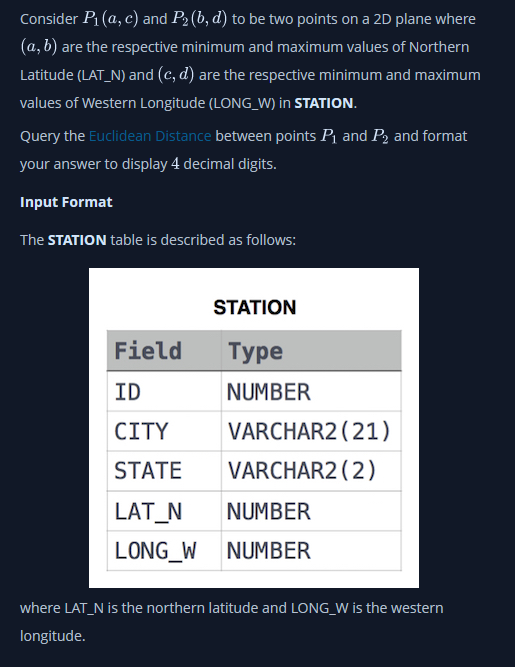 Consider P₁(a, c) and P₂(b, d) to be two points on a 2D plane where
(a, b) are the respective minimum and maximum values of Northern
Latitude (LAT_N) and (c, d) are the respective minimum and maximum
values of Western Longitude (LONG_W) in STATION.
Query the Euclidean Distance between points P₁ and P₂ and format
your answer to display 4 decimal digits.
Input Format
The STATION table is described as follows:
STATION
Field Type
ID NUMBER
CITY VARCHAR2(21)
STATE VARCHAR2(2)
LAT_N NUMBER
LONG_W NUMBER
where LAT_N is the northern latitude and LONG_W is the western
longitude.